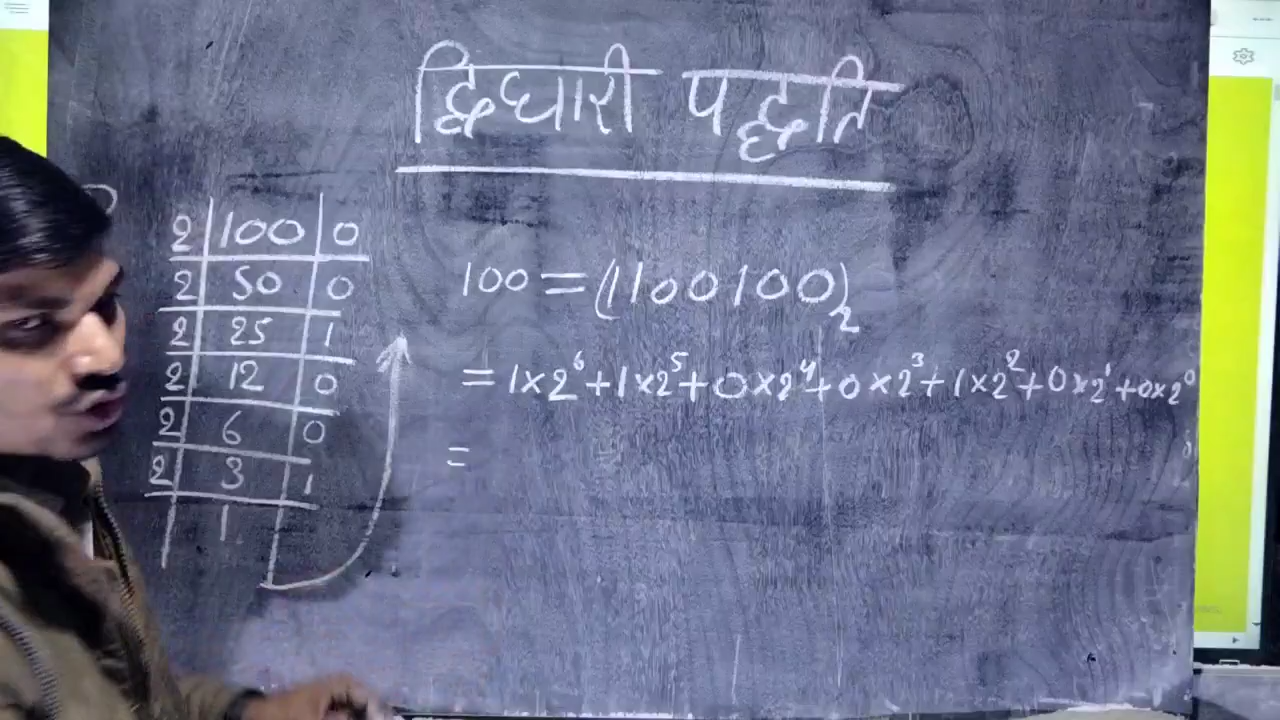 द्विधारी पद्धति
2 | 100 | 0
2 | 50 | 0
2 | 25 | 1
2 | 12 | 0
2 | 6 | 0
2 | 3 | 1
1
100 = (1100100)₂
= 1×2⁶+1×2⁵+0×2⁴+0×2³+1×2²+0×2¹+0×2⁰
=